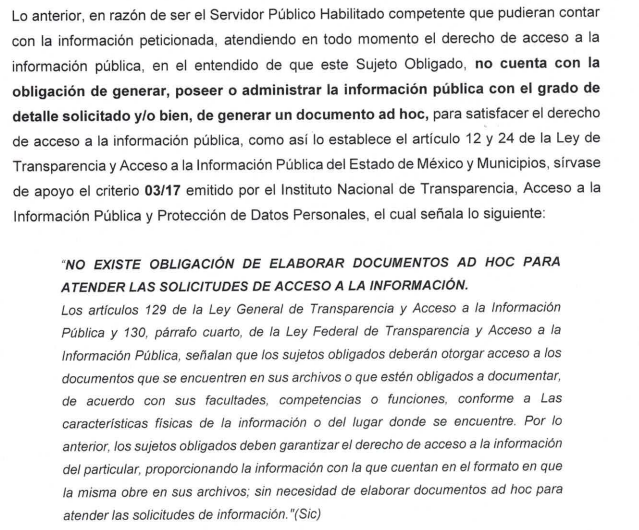 Lo anterior, en razón de ser el Servidor Público Habilitado competente que pudieran contar
con la información peticionada, atendiendo en todo momento el derecho de acceso a la
información pública, en el entendido de que este Sujeto Obligado, no cuenta con la
obligación de generar, poseer o administrar la información pública con el grado de
detalle solicitado y/o bien, de generar un documento ad hoc, para satisfacer el derecho
de acceso a la información pública, como así lo establece el artículo 12 y 24 de la Ley de
Transparencia y Acceso a la Información Pública del Estado de México y Municipios, sírvase
de apoyo el criterio 03/17 emitido por el Instituto Nacional de Transparencia, Acceso a la
Información Pública y Protección de Datos Personales, el cual señala lo siguiente:
“NO EXISTE OBLIGACIÓN DE ELABORAR DOCUMENTOS AD HOC PARA
ATENDER LAS SOLICITUDES DE ACCESO A LA INFORMACIÓN.
Los artículos 129 de la Ley General de Transparencia y Acceso a la Información
Pública y 130, párrafo cuarto, de la Ley Federal de Transparencia y Acceso a la
Información Pública, señalan que los sujetos obligados deberán otorgar acceso a los
documentos que se encuentren en sus archivos o que estén obligados a documentar,
de acuerdo con sus facultades, competencias o funciones, conforme a Las
características físicas de la información o del lugar donde se encuentre. Por lo
anterior, los sujetos obligados deben garantizar el derecho de acceso a la información
del particular, proporcionando la información con la que cuentan en el formato en que
la misma obre en sus archivos; sin necesidad de elaborar documentos ad hoc para
atender las solicitudes de información."(Sic)